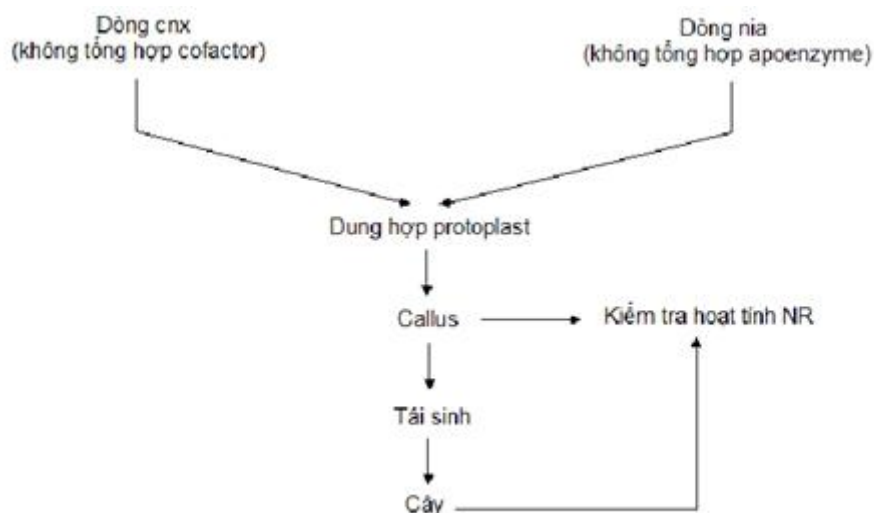 Dòng cnx
(không tổng hợp cofactor)
Dòng nia
(không tổng hợp apoenzyme)
Dung hợp protoplast
Callus
Kiểm tra hoạt tính NR
Tái sinh
Cây